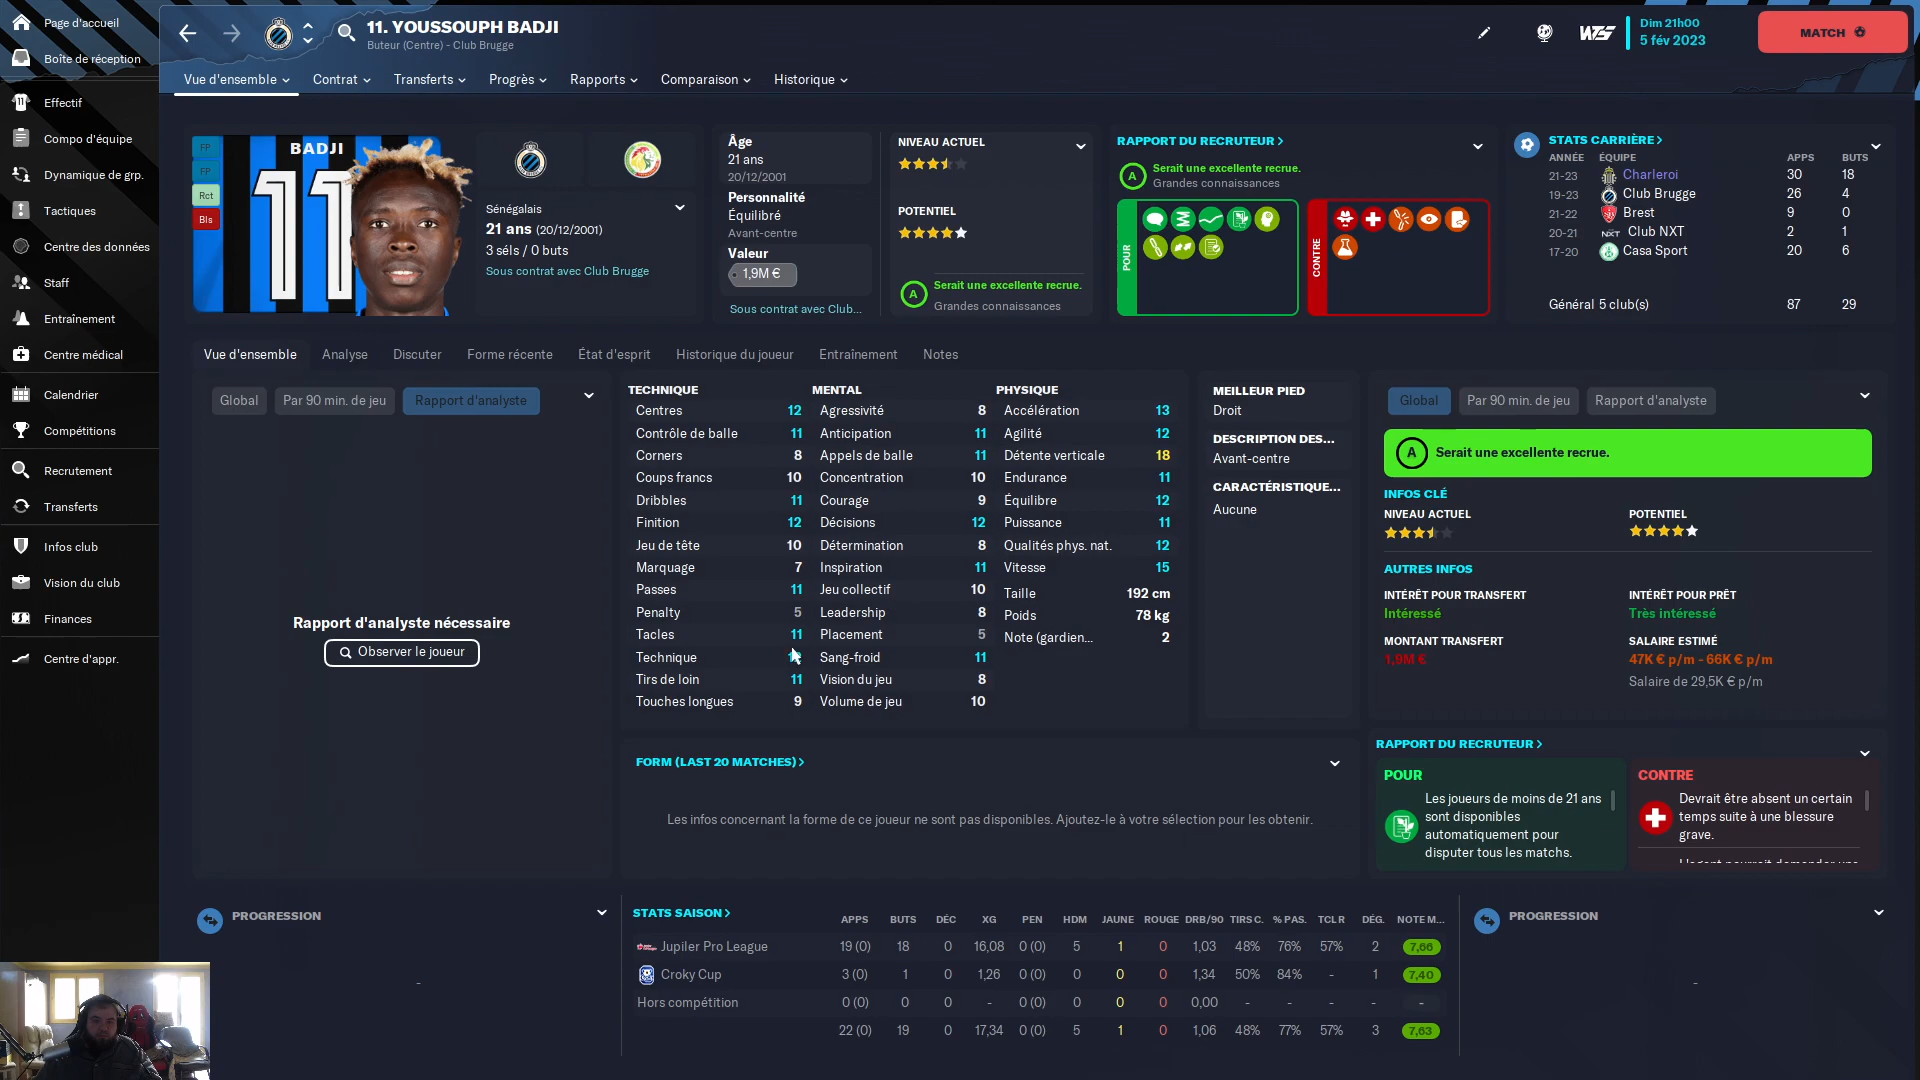 Page d'accueil
Boîte de réception
Effectif
Compo d'équipe
Dynamique de grp.
Tactiques
Centre des données
Staff
Entraînement
Centre médical
Calendrier
Compétitions
Recrutement
Transferts
Infos club
Vision du club
Finances
Centre d'appr.
11. YOUSSOUPH BADJI
Buteur (Centre) - Club Brugge
Dim 21h00
5 fév 2023
MATCH
Vue d'ensemble
Contrat
Transferts
Progrès
Rapports
Comparaison
Historique
FP
FP
Rct
Bls
BADJI
11
Sénégalais
21 ans (20/12/2001)
3 séls / 0 buts
Sous contrat avec Club Brugge
Âge
21 ans
20/12/2001
Personnalité
Équilibré
Avant-centre
Valeur
1,9M €
Sous contrat avec Club...
NIVEAU ACTUEL
POTENTIEL
A
Serait une excellente recrue.
Grandes connaissances
RAPPORT DU RECRUTEUR >
A
Serait une excellente recrue.
Grandes connaissances
POUR
CONTRE
STATS CARRIÈRE >
ANNÉE ÉQUIPE APPS BUTS
21-23 Charleroi 30 18
19-23 Club Brugge 26 4
21-22 Brest 9 0
20-21 NXT Club NXT 2 1
17-20 Casa Sport 20 6
Général 5 club(s) 87 29
Vue d'ensemble
Analyse
Discuter
Forme récente
État d'esprit
Historique du joueur
Entraînement
Notes
Global
Par 90 min. de jeu
Rapport d'analyste
Rapport d'analyste nécessaire
Observer le joueur
TECHNIQUE
Centres 12
Contrôle de balle 11
Corners 8
Coups francs 10
Dribbles 11
Finition 12
Jeu de tête 10
Marquage 7
Passes 11
Penalty 5
Tacles 11
Technique
Tirs de loin 11
Touches longues 9
MENTAL
Agressivité 8
Anticipation 11
Appels de balle 11
Concentration 10
Courage 9
Décisions 12
Détermination 8
Inspiration 11
Jeu collectif 10
Leadership 8
Placement 5
Sang-froid 11
Vision du jeu 8
Volume de jeu 10
PHYSIQUE
Accélération 13
Agilité 12
Détente verticale 18
Endurance 11
Équilibre 12
Puissance 11
Qualités phys. nat. 12
Vitesse 15
Taille 192 cm
Poids 78 kg
Note (gardien... 2
MEILLEUR PIED
Droit
DESCRIPTION DES...
Avant-centre
CARACTÉRISTIQUE...
Aucune
Global
Par 90 min. de jeu
Rapport d'analyste
A
Serait une excellente recrue.
INFOS CLÉ
NIVEAU ACTUEL
POTENTIEL
AUTRES INFOS
INTÉRÊT POUR TRANSFERT
Intéressé
INTÉRÊT POUR PRÊT
Très intéressé
MONTANT TRANSFERT
1,9M €
SALAIRE ESTIMÉ
47K € p/m - 66K € p/m
Salaire de 29,5K € p/m
FORM (LAST 20 MATCHES) >
Les infos concernant la forme de ce joueur ne sont pas disponibles. Ajoutez-le à votre sélection pour les obtenir.
RAPPORT DU RECRUTEUR >
POUR
Les joueurs de moins de 21 ans
sont disponibles
automatiquement pour
disputer tous les matchs.
CONTRE
Devrait être absent un certain
temps suite à une blessure
grave.
L'agent pourrait demander une
PROGRESSION
-
STATS SAISON >
APPS BUTS DÉC XG PEN HDM JAUNE ROUGE DRB/90 TIRS C. % PAS. TCL R DÉG. NOTE M...
Jupiler Pro League 19 (0) 18 0 16,08 0 (0) 5 1 0 1,03 48% 76% 57% 2 7,66
Croky Cup 3 (0) 1 0 1,26 0 (0) 0 0 0 1,34 50% 84% - 1 7,40
Hors compétition 0 (0) 0 0 - 0 (0) 0 0 0 0,00 - - - - -
22 (0) 19 0 17,34 0 (0) 5 1 0 1,06 48% 77% 57% 3 7,63
PROGRESSION
-